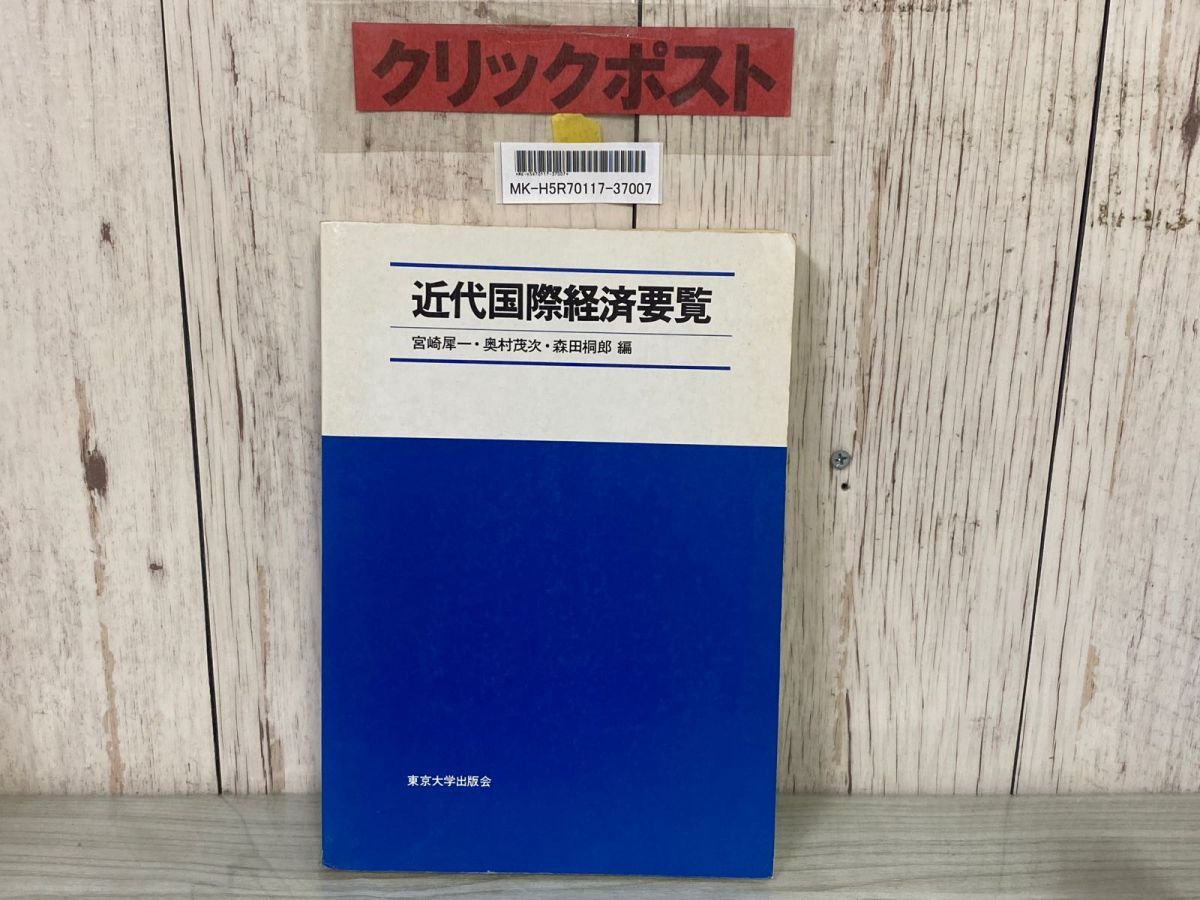 クリックポスト
MK-H5R70117-37007
近代国際経済要覧
宮崎犀一・奥村茂次・森田桐郎 編
東京大学出版会